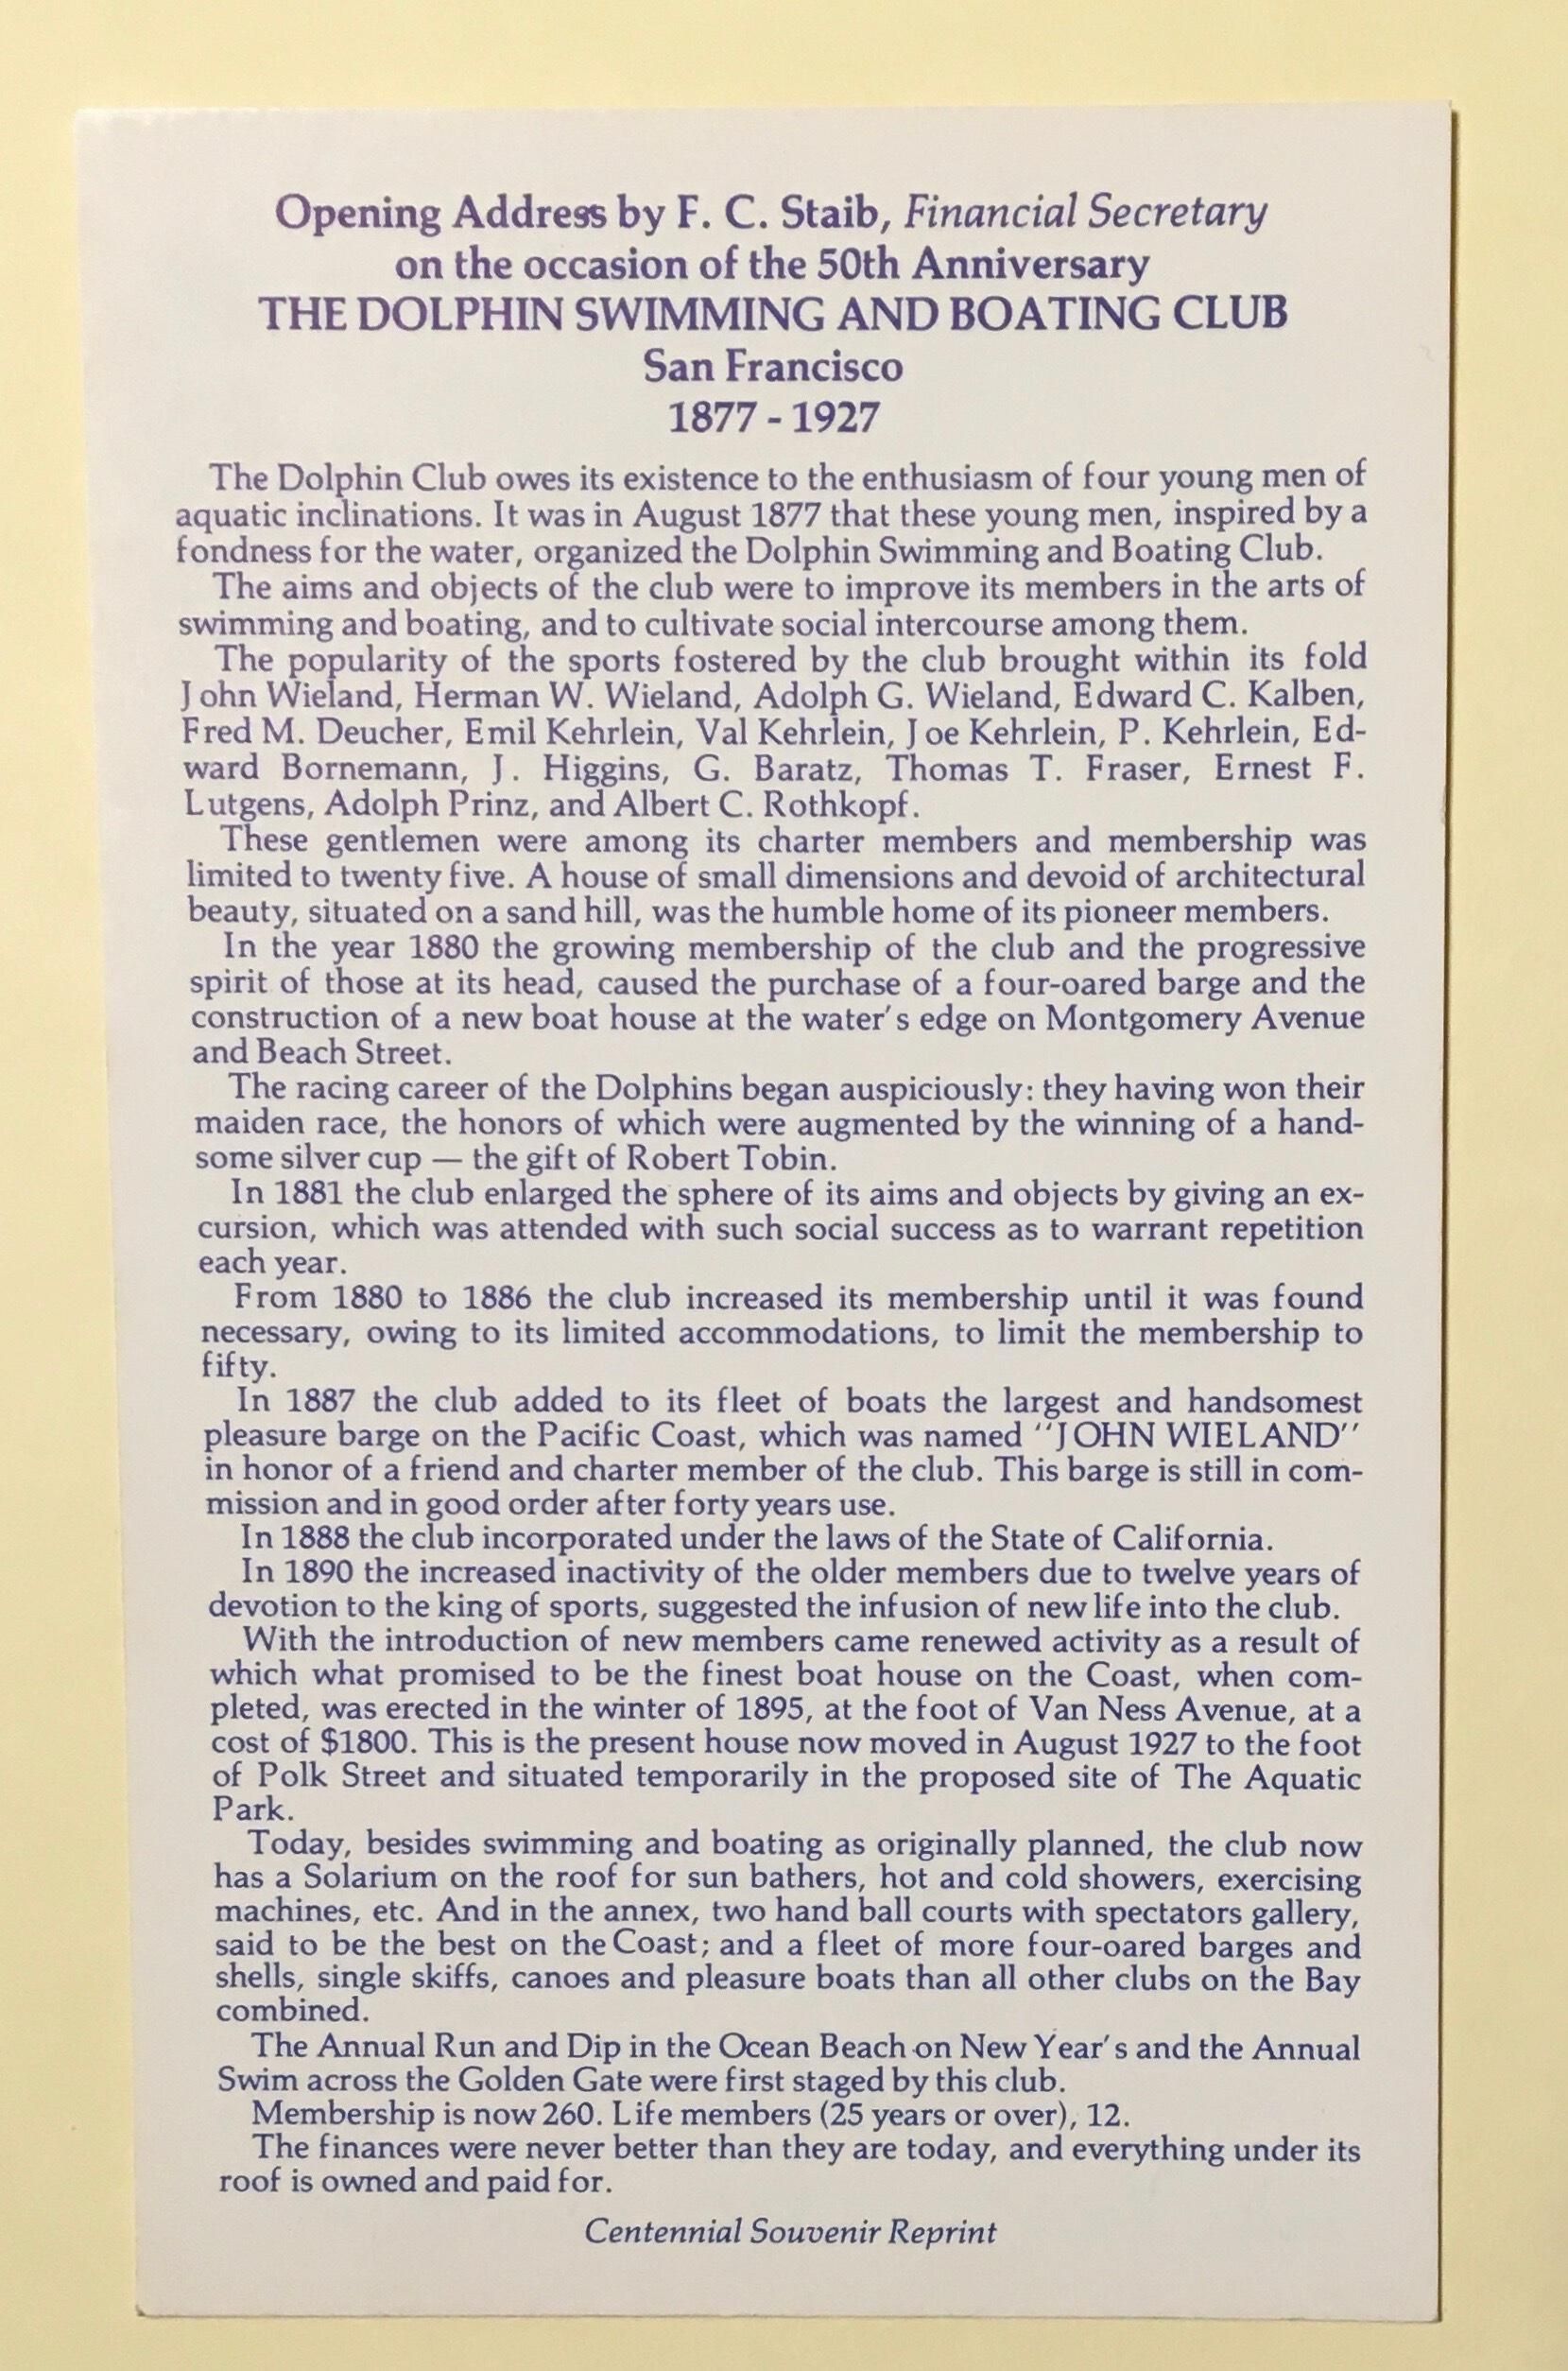 Opening Address by F. C. Staib, Financial Secretary
on the occasion of the 50th Anniversary
THE DOLPHIN SWIMMING AND BOATING CLUB
San Francisco
1877 - 1927
The Dolphin Club owes its existence to the enthusiasm of four young men of
aquatic inclinations. It was in August 1877 that these young men, inspired by a
fondness for the water, organized the Dolphin Swimming and Boating Club.
The aims and objects of the club were to improve its members in the arts of
swimming and boating, and to cultivate social intercourse among them.
The popularity of the sports fostered by the club brought within its fold
John Wieland, Herman W. Wieland, Adolph G. Wieland, Edward C. Kalben,
Fred M. Deucher, Emil Kehrlein, Val Kehrlein, Joe Kehrlein, P. Kehrlein, Ed-
ward Bornemann, J. Higgins, G. Baratz, Thomas T. Fraser, Ernest F.
Lutgens, Adolph Prinz, and Albert C. Rothkopf.
These gentlemen were among its charter members and membership was
limited to twenty five. A house of small dimensions and devoid of architectural
beauty, situated on a sand hill, was the humble home of its pioneer members.
In the year 1880 the growing membership of the club and the progressive
spirit of those at its head, caused the purchase of a four-oared barge and the
construction of a new boat house at the water's edge on Montgomery Avenue
and Beach Street.
The racing career of the Dolphins began auspiciously: they having won their
maiden race, the honors of which were augmented by the winning of a hand-
some silver cup — the gift of Robert Tobin.
In 1881 the club enlarged the sphere of its aims and objects by giving an ex-
cursion, which was attended with such social success as to warrant repetition
each year.
From 1880 to 1886 the club increased its membership until it was found
necessary, owing to its limited accommodations, to limit the membership to
fifty.
In 1887 the club added to its fleet of boats the largest and handsomest
pleasure barge on the Pacific Coast, which was named "JOHN WIELAND"
in honor of a friend and charter member of the club. This barge is still in com-
mission and in good order after forty years use.
In 1888 the club incorporated under the laws of the State of California.
In 1890 the increased inactivity of the older members due to twelve years of
devotion to the king of sports, suggested the infusion of new life into the club.
With the introduction of new members came renewed activity as a result of
which what promised to be the finest boat house on the Coast, when com-
pleted, was erected in the winter of 1895, at the foot of Van Ness Avenue, at a
cost of $1800. This is the present house now moved in August 1927 to the foot
of Polk Street and situated temporarily in the proposed site of The Aquatic
Park.
Today, besides swimming and boating as originally planned, the club now
has a Solarium on the roof for sun bathers, hot and cold showers, exercising
machines, etc. And in the annex, two hand ball courts with spectators gallery,
said to be the best on the Coast; and a fleet of more four-oared barges and
shells, single skiffs, canoes and pleasure boats than all other clubs on the Bay
combined.
The Annual Run and Dip in the Ocean Beach on New Year's and the Annual
Swim across the Golden Gate were first staged by this club.
Membership is now 260. Life members (25 years or over), 12.
The finances were never better than they are today, and everything under its
roof is owned and paid for.
Centennial Souvenir Reprint